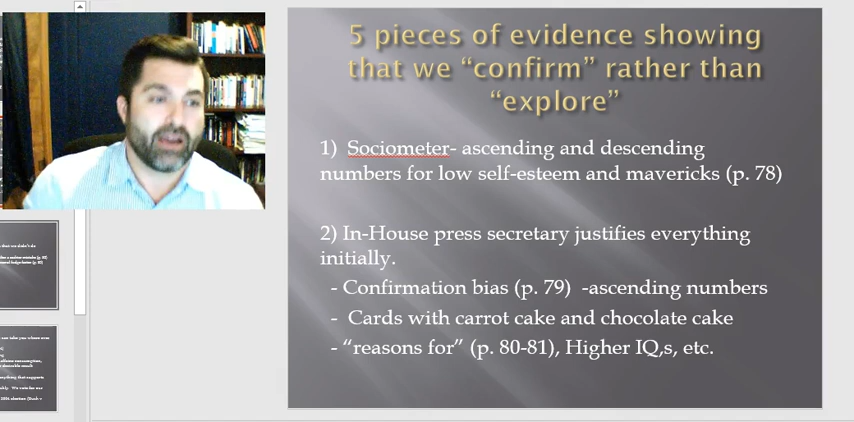 5 pieces of evidence showing
that we “confirm” rather than
“explore”
1) Sociometer- ascending and descending
numbers for low self-esteem and mavericks (p. 78)
2) In-House press secretary justifies everything
initially.
- Confirmation bias (p. 79) -ascending numbers
- Cards with carrot cake and chocolate cake
- “reasons for” (p. 80-81), Higher IQ,s, etc.